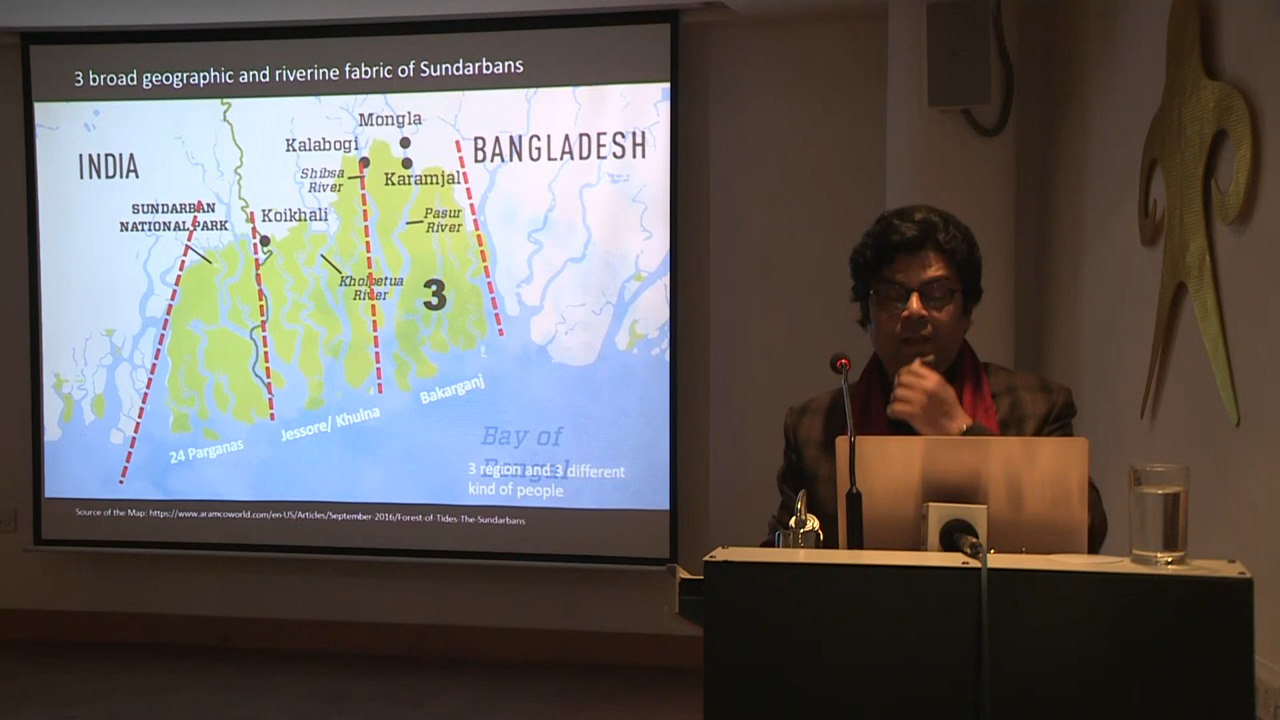 3 broad geographic and riverine fabric of Sundarbans
Mongla
INDIA
Kalabogi
BANGLADESH
Shibsa
River
Karamjal
SUNDARBAN
NATIONAL PARK
Koikhali
Pasur
River
Kholpetua
River
3
Bakarganj
Jessore/ Khulna
24 Parganas
Bay of
Bengal
3 region and 3 different
kind of people
Source of the Map: https://www.aramcoworld.com/en-US/Articles/September-2016/Forest-of-Tides-The-Sundarbans